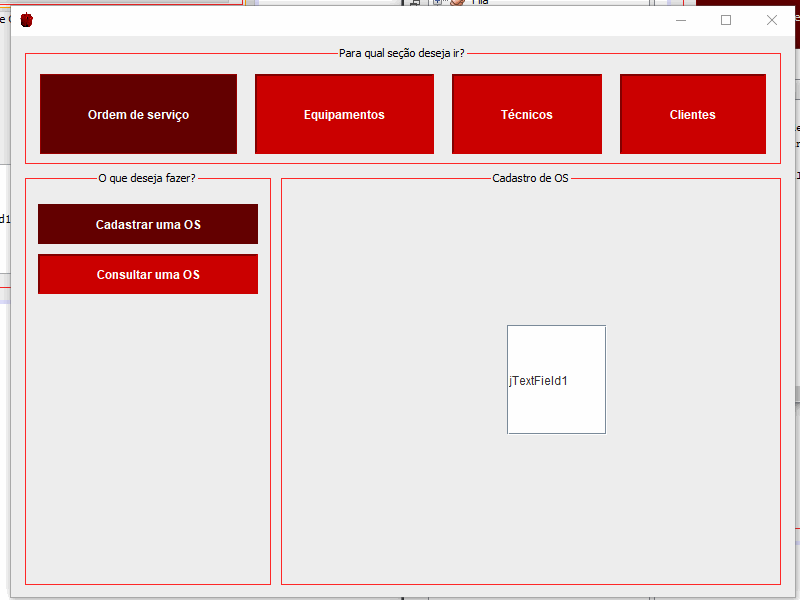 Fila
Para qual seção deseja ir?
Ordem de serviço
Equipamentos
Técnicos
Clientes
O que deseja fazer?
Cadastro de OS
Cadastrar uma OS
Consultar uma OS
jTextField1